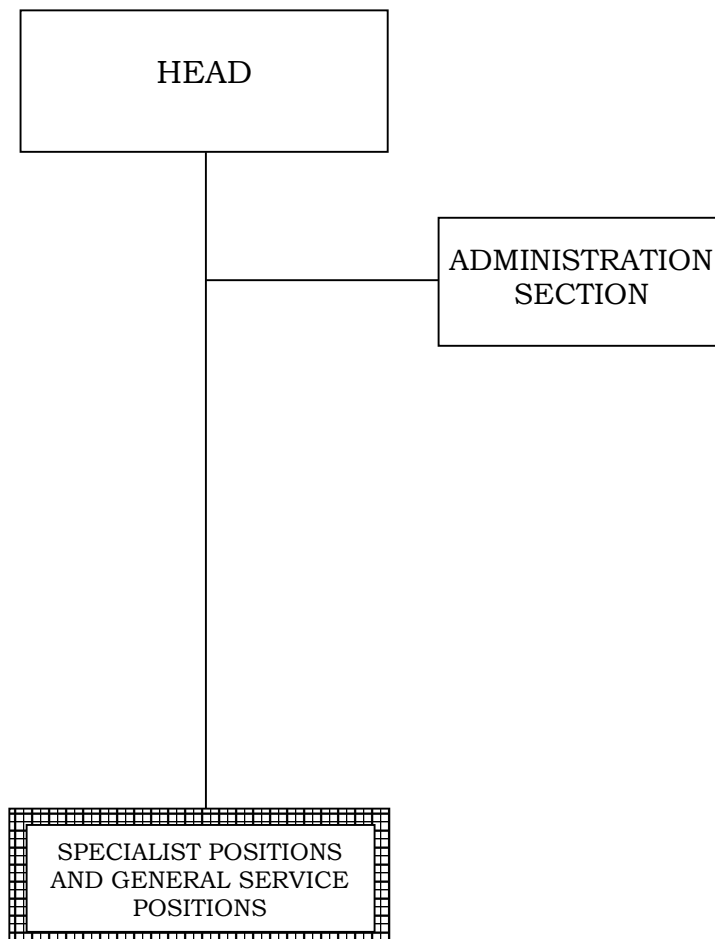 HEAD
ADMINISTRATION
SECTION
SPECIALIST POSITIONS
AND GENERAL SERVICE
POSITIONS